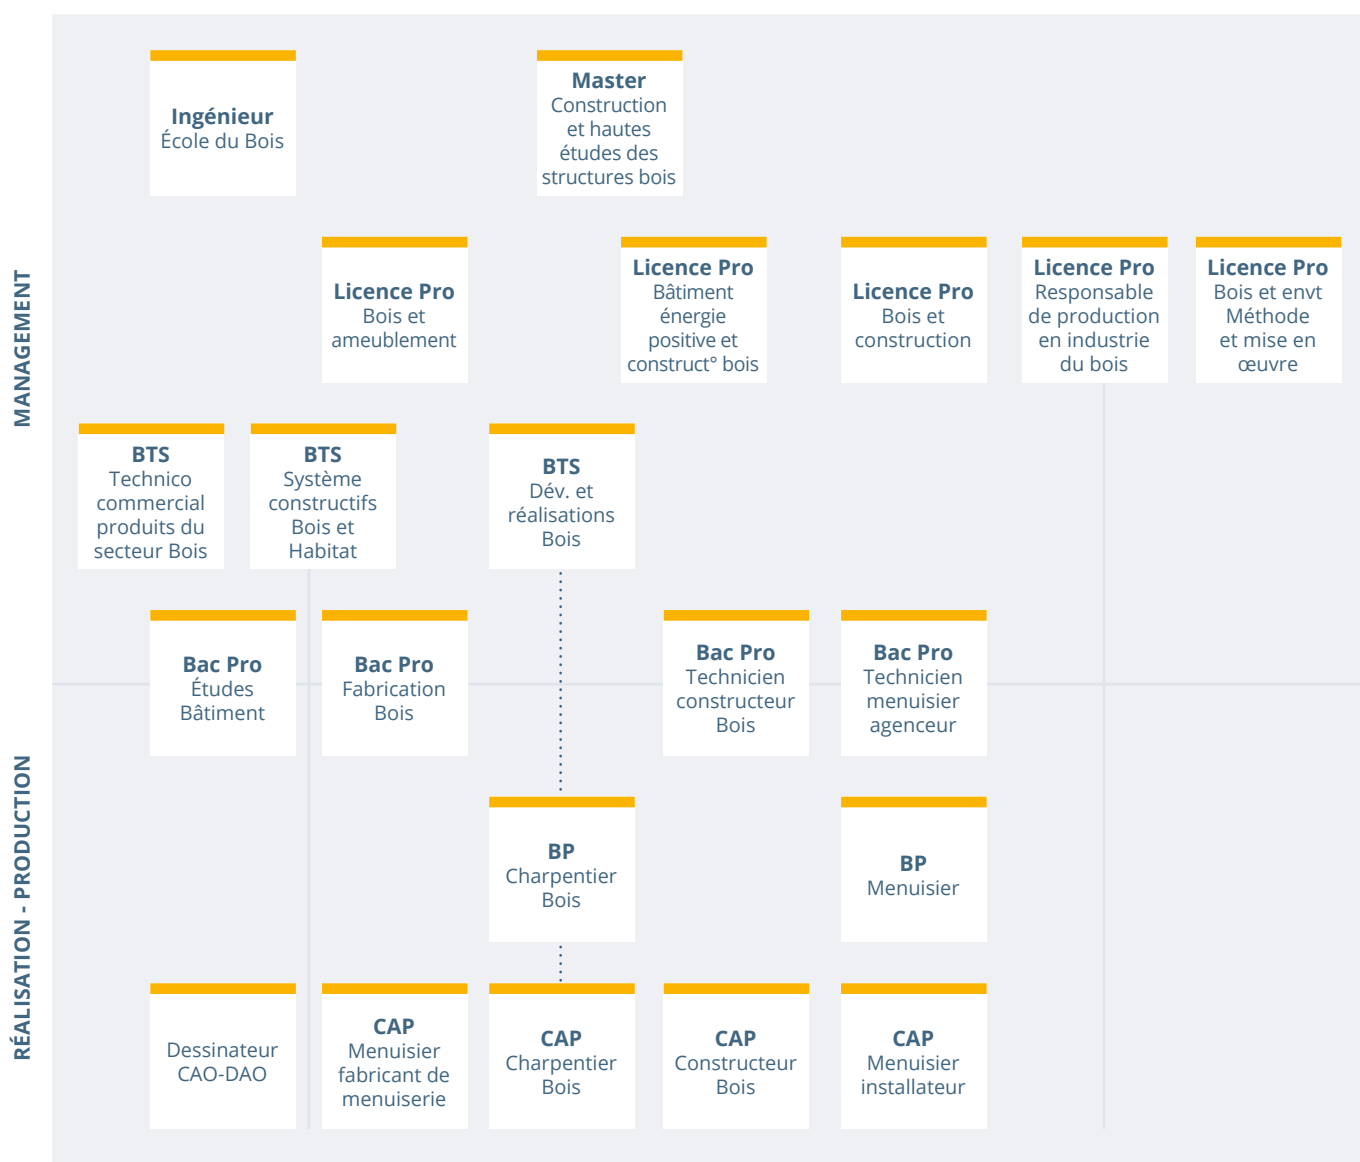 MANAGEMENT
RÉALISATION - PRODUCTION
Ingénieur
École du Bois
Master
Construction
et hautes
études des
structures bois
Licence Pro
Bois et
ameublement
Licence Pro
Bâtiment
énergie
positive et
construct° bois
Licence Pro
Bois et
construction
Licence Pro
Responsable
de production
en industrie
du bois
Licence Pro
Bois et envt
Méthode
et mise en
œuvre
BTS
Technico
commercial
produits du
secteur Bois
BTS
Système
constructifs
Bois et
Habitat
BTS
Dév. et
réalisations
Bois
Bac Pro
Études
Bâtiment
Bac Pro
Fabrication
Bois
Bac Pro
Technicien
constructeur
Bois
Bac Pro
Technicien
menuisier
agenceur
BP
Charpentier
Bois
BP
Menuisier
Dessinateur
CAO-DAO
CAP
Menuisier
fabricant de
menuiserie
CAP
Charpentier
Bois
CAP
Constructeur
Bois
CAP
Menuisier
installateur